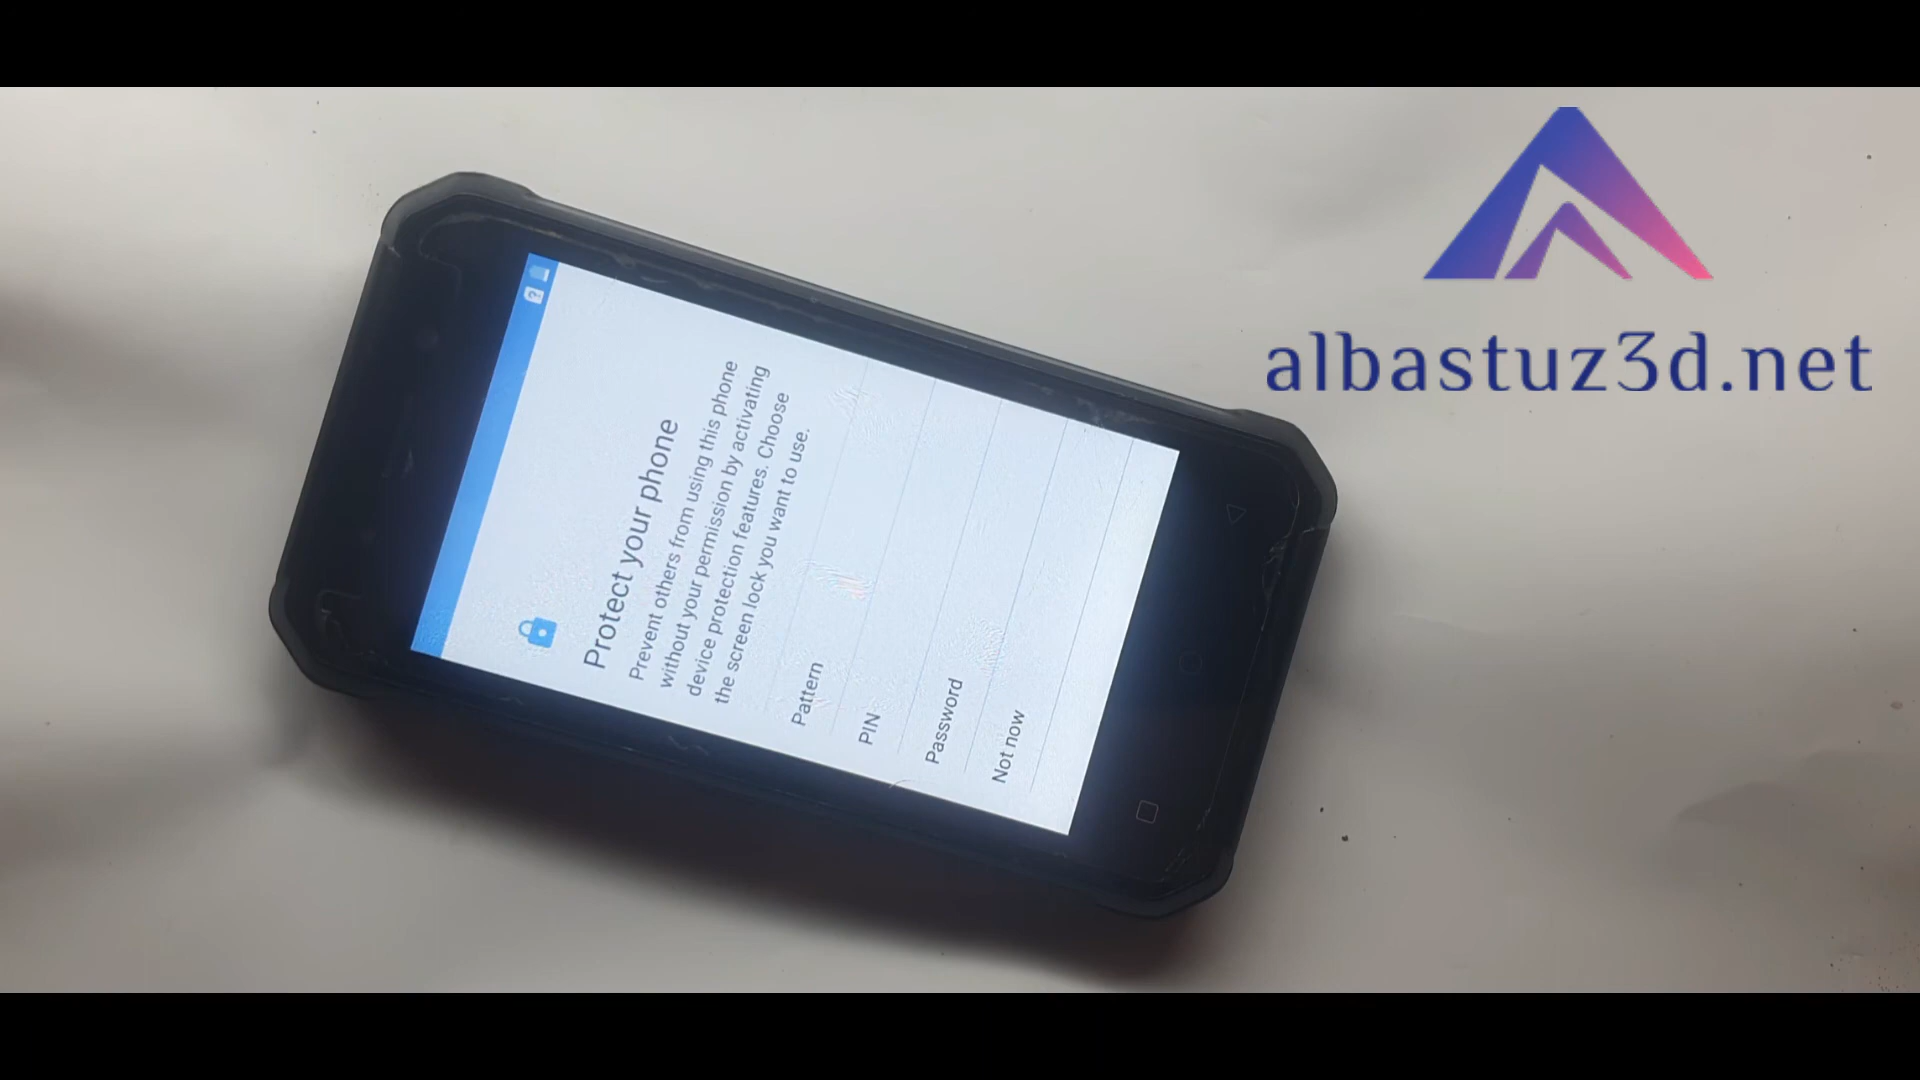 Protect your phone
Prevent others from using this phone
without your permission by activating
device protection features. Choose
the screen lock you want to use.
Pattern
PIN
Password
Not now
albastuz3d.net